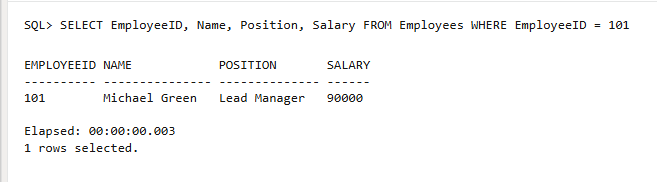 SQL> SELECT EmployeeID, Name, Position, Salary FROM Employees WHERE EmployeeID = 101
EMPLOYEEID NAME            POSITION       SALARY
---------- --------------- -------------- ------
101        Michael Green   Lead Manager   90000
Elapsed: 00:00:00.003
1 rows selected.